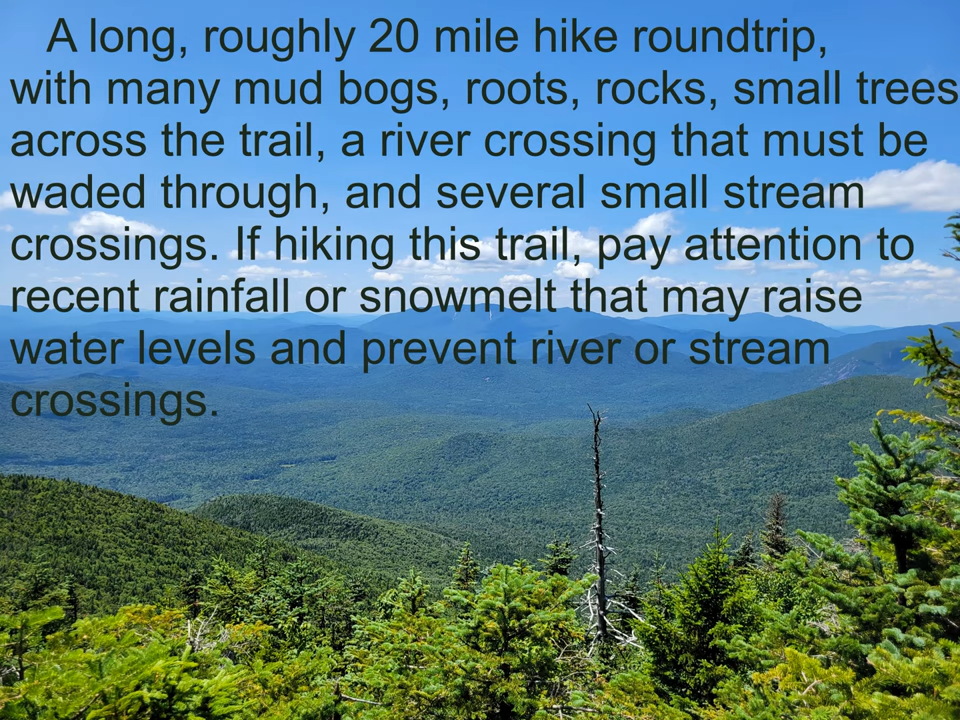 A long, roughly 20 mile hike roundtrip,
with many mud bogs, roots, rocks, small trees
across the trail, a river crossing that must be
waded through, and several small stream
crossings. If hiking this trail, pay attention to
recent rainfall or snowmelt that may raise
water levels and prevent river or stream
crossings.